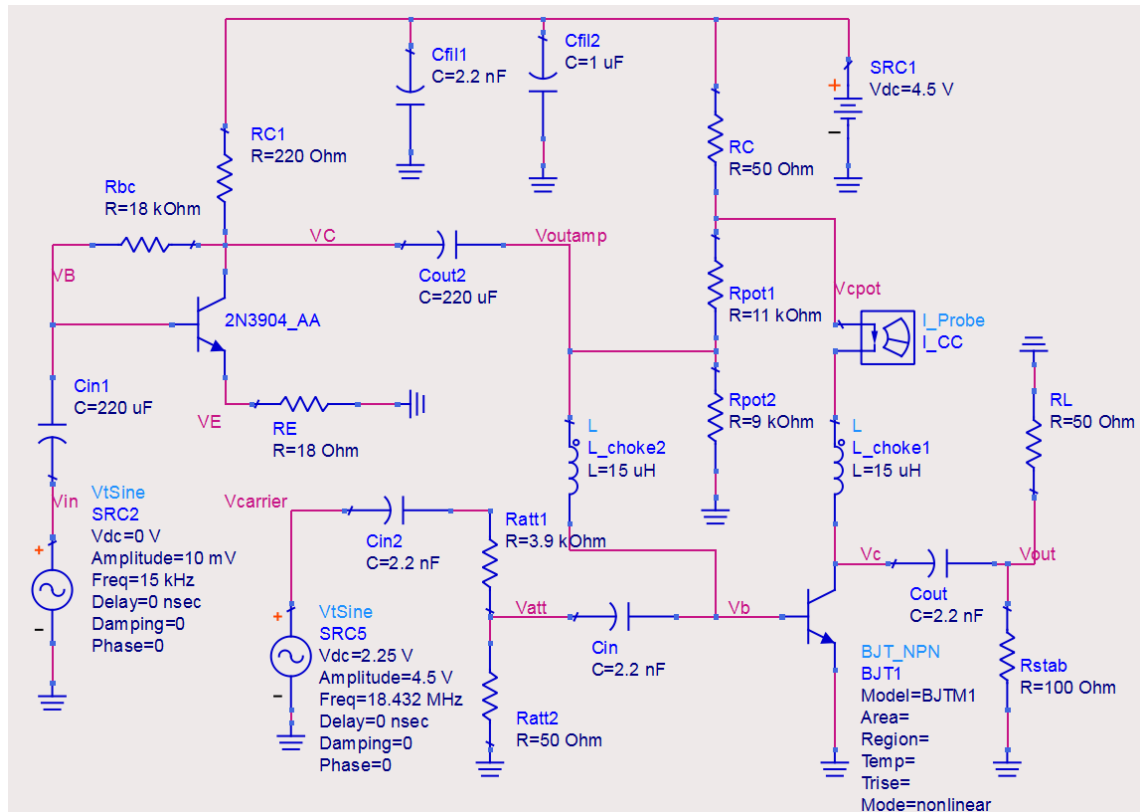 Cfil1
C=2.2 nF
Cfil2
C=1 uF
SRC1
Vdc=4.5 V
+
−
RC1
R=220 Ohm
RC
R=50 Ohm
Rbc
R=18 kOhm
VB
VC
Cout2
C=220 uF
Voutamp
2N3904_AA
Rpot1
R=11 kOhm
Vcpot
I_Probe
I_CC
Cin1
C=220 uF
VE
RE
R=18 Ohm
Rpot2
R=9 kOhm
L
L_choke2
L=15 uH
L
L_choke1
L=15 uH
RL
R=50 Ohm
Vin
VtSine
SRC2
Vdc=0 V
Amplitude=10 mV
Freq=15 kHz
Delay=0 nsec
Damping=0
Phase=0
+
−
Vcarrier
Cin2
C=2.2 nF
Ratt1
R=3.9 kOhm
Vatt
Cin
C=2.2 nF
Vb
Vc
Cout
C=2.2 nF
Vout
VtSine
SRC5
Vdc=2.25 V
Amplitude=4.5 V
Freq=18.432 MHz
Delay=0 nsec
Damping=0
Phase=0
+
−
Ratt2
R=50 Ohm
BJT_NPN
BJT1
Model=BJTM1
Area=
Region=
Temp=
Trise=
Mode=nonlinear
Rstab
R=100 Ohm